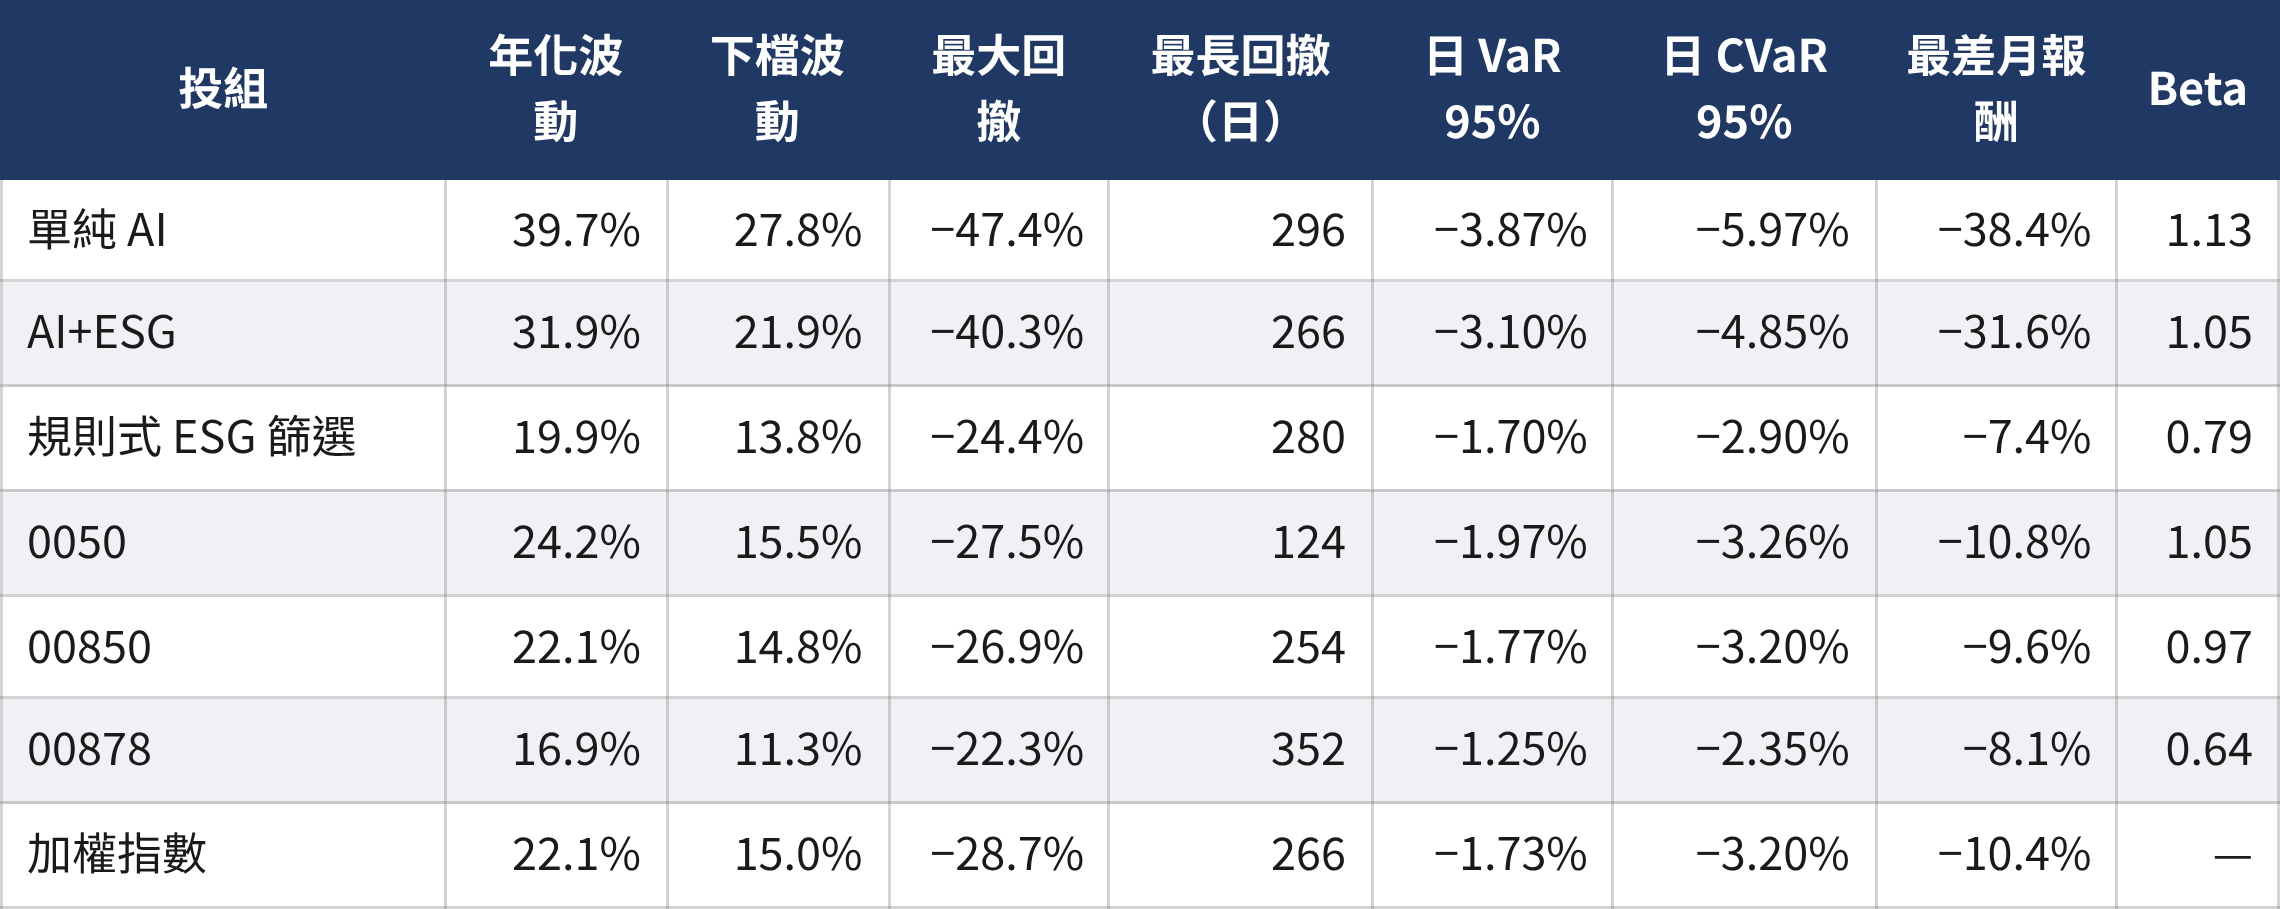 投組 年化波動 下檔波動 最大回撤 最長回撤（日） 日 VaR 95% 日 CVaR 95% 最差月報酬 Beta
單純 AI 39.7% 27.8% −47.4% 296 −3.87% −5.97% −38.4% 1.13
AI+ESG 31.9% 21.9% −40.3% 266 −3.10% −4.85% −31.6% 1.05
規則式 ESG 篩選 19.9% 13.8% −24.4% 280 −1.70% −2.90% −7.4% 0.79
0050 24.2% 15.5% −27.5% 124 −1.97% −3.26% −10.8% 1.05
00850 22.1% 14.8% −26.9% 254 −1.77% −3.20% −9.6% 0.97
00878 16.9% 11.3% −22.3% 352 −1.25% −2.35% −8.1% 0.64
加權指數 22.1% 15.0% −28.7% 266 −1.73% −3.20% −10.4% —